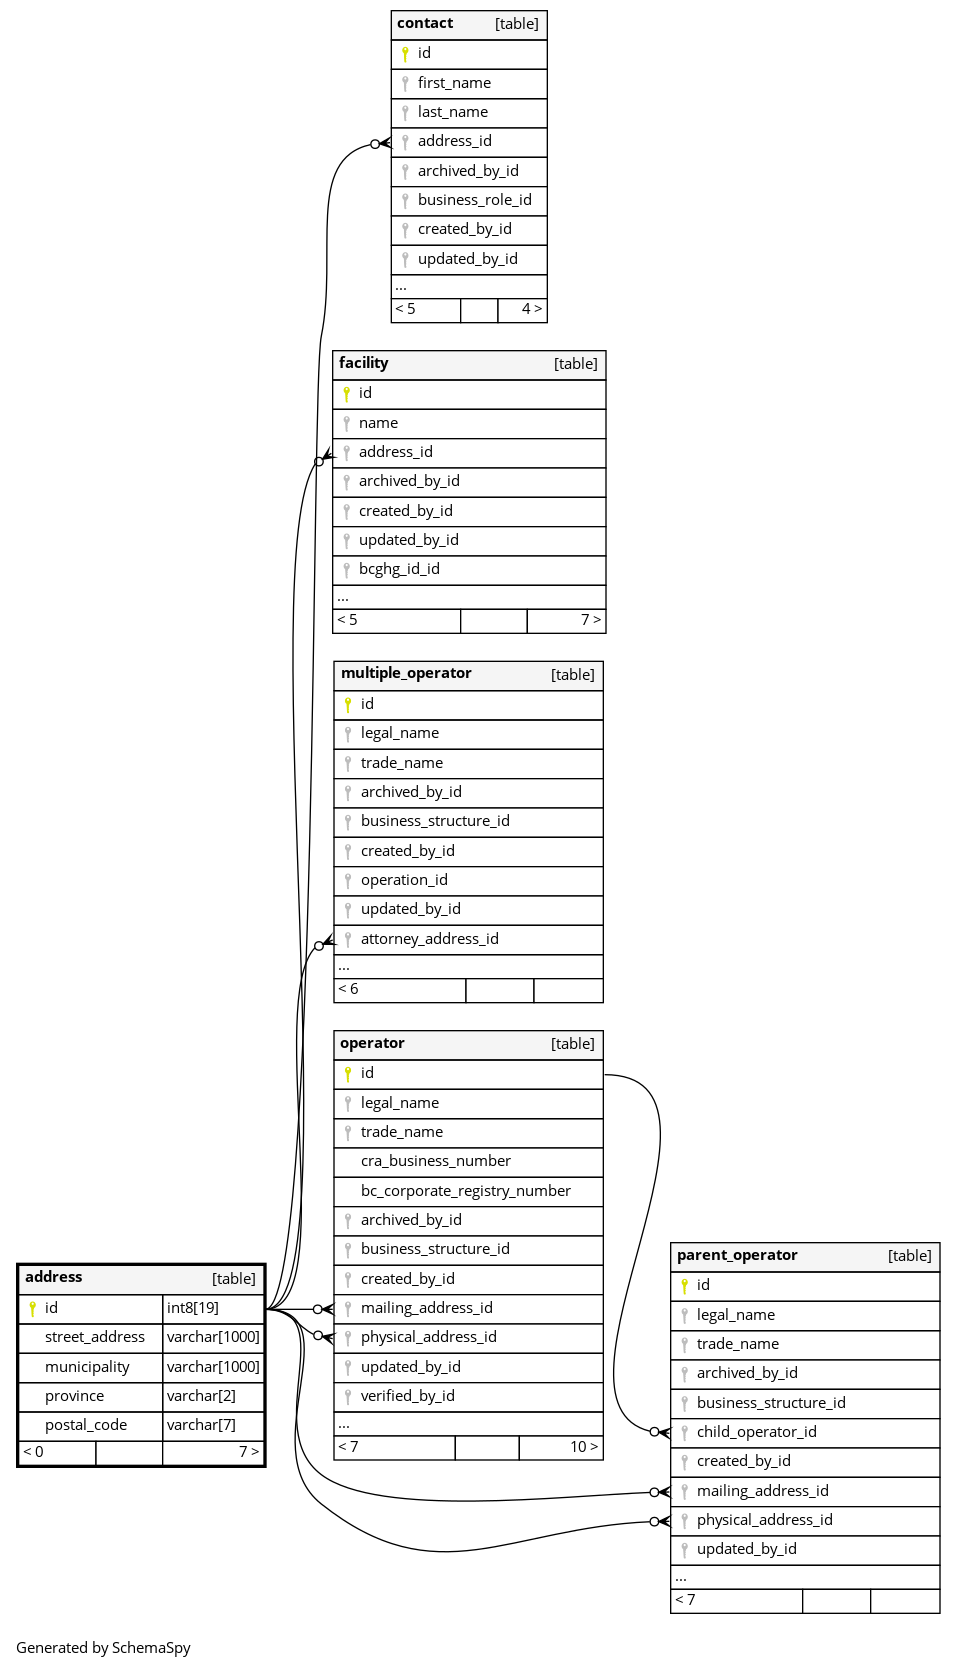 contact [table]
id
first_name
last_name
address_id
archived_by_id
business_role_id
created_by_id
updated_by_id
...
< 5 4 >
facility [table]
id
name
address_id
archived_by_id
created_by_id
updated_by_id
bcghg_id_id
...
< 5 7 >
multiple_operator [table]
id
legal_name
trade_name
archived_by_id
business_structure_id
created_by_id
operation_id
updated_by_id
attorney_address_id
...
< 6
operator [table]
id
legal_name
trade_name
cra_business_number
bc_corporate_registry_number
archived_by_id
business_structure_id
created_by_id
mailing_address_id
physical_address_id
updated_by_id
verified_by_id
...
< 7 10 >
address [table]
id int8[19]
street_address varchar[1000]
municipality varchar[1000]
province varchar[2]
postal_code varchar[7]
< 0 7 >
parent_operator [table]
id
legal_name
trade_name
archived_by_id
business_structure_id
child_operator_id
created_by_id
mailing_address_id
physical_address_id
updated_by_id
...
< 7
Generated by SchemaSpy